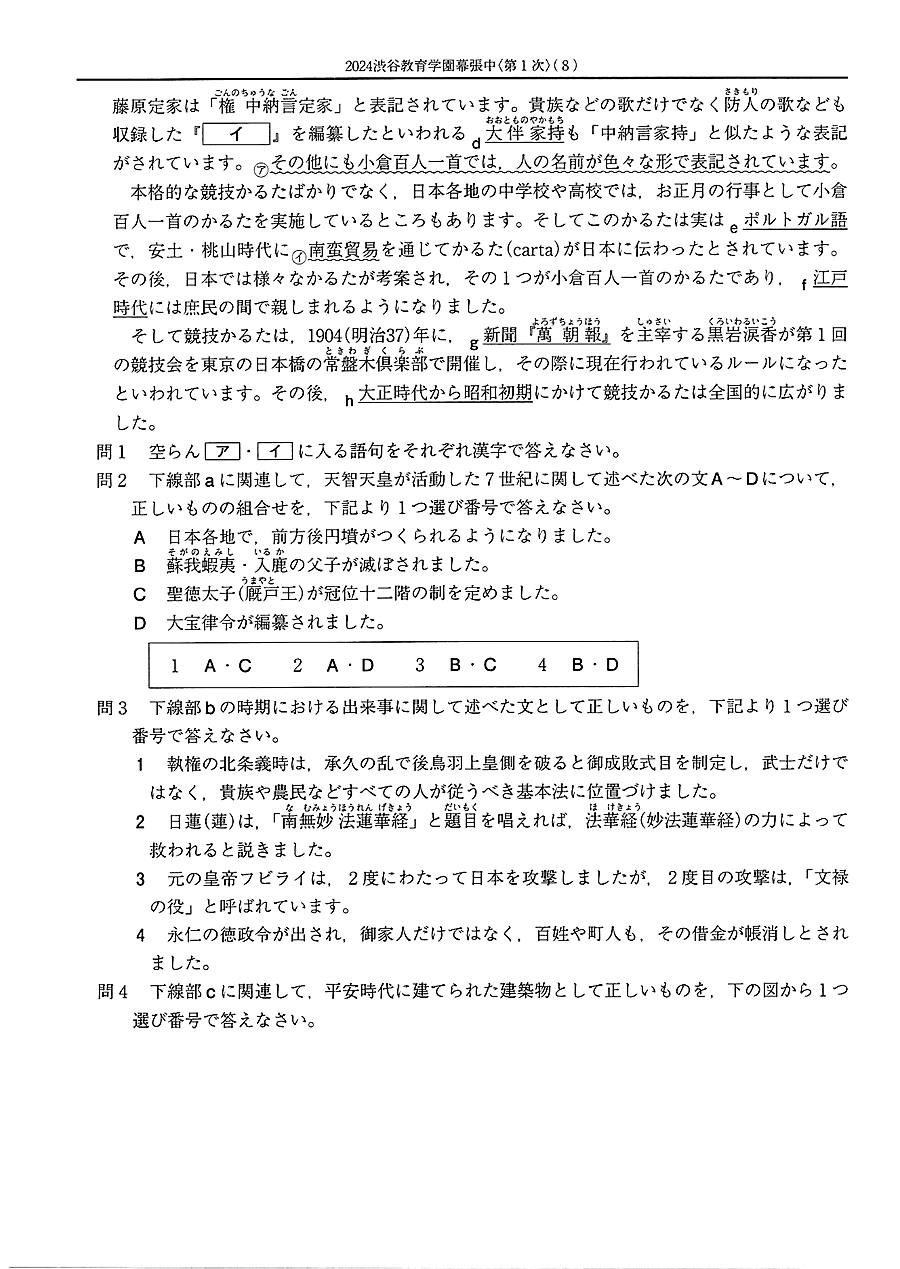 2024渋谷教育学園幕張中〈第1次〉(8)
藤原定家は「権中納言定家」と表記されています。貴族などの歌だけでなく防人の歌なども
収録した『イ』を編纂したといわれるd大伴家持も「中納言家持」と似たような表記
がされています。㋐その他にも小倉百人一首では，人の名前が色々な形で表記されています。
本格的な競技かるたばかりでなく，日本各地の中学校や高校では，お正月の行事として小倉
百人一首のかるたを実施しているところもあります。そしてこのかるたは実はeポルトガル語
で，安土・桃山時代に㋑南蛮貿易を通じてかるた(carta)が日本に伝わったとされています。
その後，日本では様々なかるたが考案され，その1つが小倉百人一首のかるたであり，f江戸
時代には庶民の間で親しまれるようになりました。
そして競技かるたは，1904(明治37)年に，g新聞『萬朝報』を主宰する黒岩涙香が第1回
の競技会を東京の日本橋の常盤木倶楽部で開催し，その際に現在行われているルールになった
といわれています。その後，h大正時代から昭和初期にかけて競技かるたは全国的に広がりま
した。
問1 空らんア・イに入る語句をそれぞれ漢字で答えなさい。
問2 下線部aに関連して，天智天皇が活動した7世紀に関して述べた次の文A～Dについて，
正しいものの組合せを，下記より1つ選び番号で答えなさい。
A 日本各地で，前方後円墳がつくられるようになりました。
B 蘇我蝦夷・入鹿の父子が滅ぼされました。
C 聖徳太子(厩戸王)が冠位十二階の制を定めました。
D 大宝律令が編纂されました。
1 A・C 2 A・D 3 B・C 4 B・D
問3 下線部bの時期における出来事に関して述べた文として正しいものを，下記より1つ選び
番号で答えなさい。
1 執権の北条義時は，承久の乱で後鳥羽上皇側を破ると御成敗式目を制定し，武士だけで
はなく，貴族や農民などすべての人が従うべき基本法に位置づけました。
2 日蓮(蓮)は，「南無妙法蓮華経」と題目を唱えれば，法華経(妙法蓮華経)の力によって
救われると説きました。
3 元の皇帝フビライは，2度にわたって日本を攻撃しましたが，2度目の攻撃は，「文禄
の役」と呼ばれています。
4 永仁の徳政令が出され，御家人だけではなく，百姓や町人も，その借金が帳消しとされ
ました。
問4 下線部cに関連して，平安時代に建てられた建築物として正しいものを，下の図から1つ
選び番号で答えなさい。